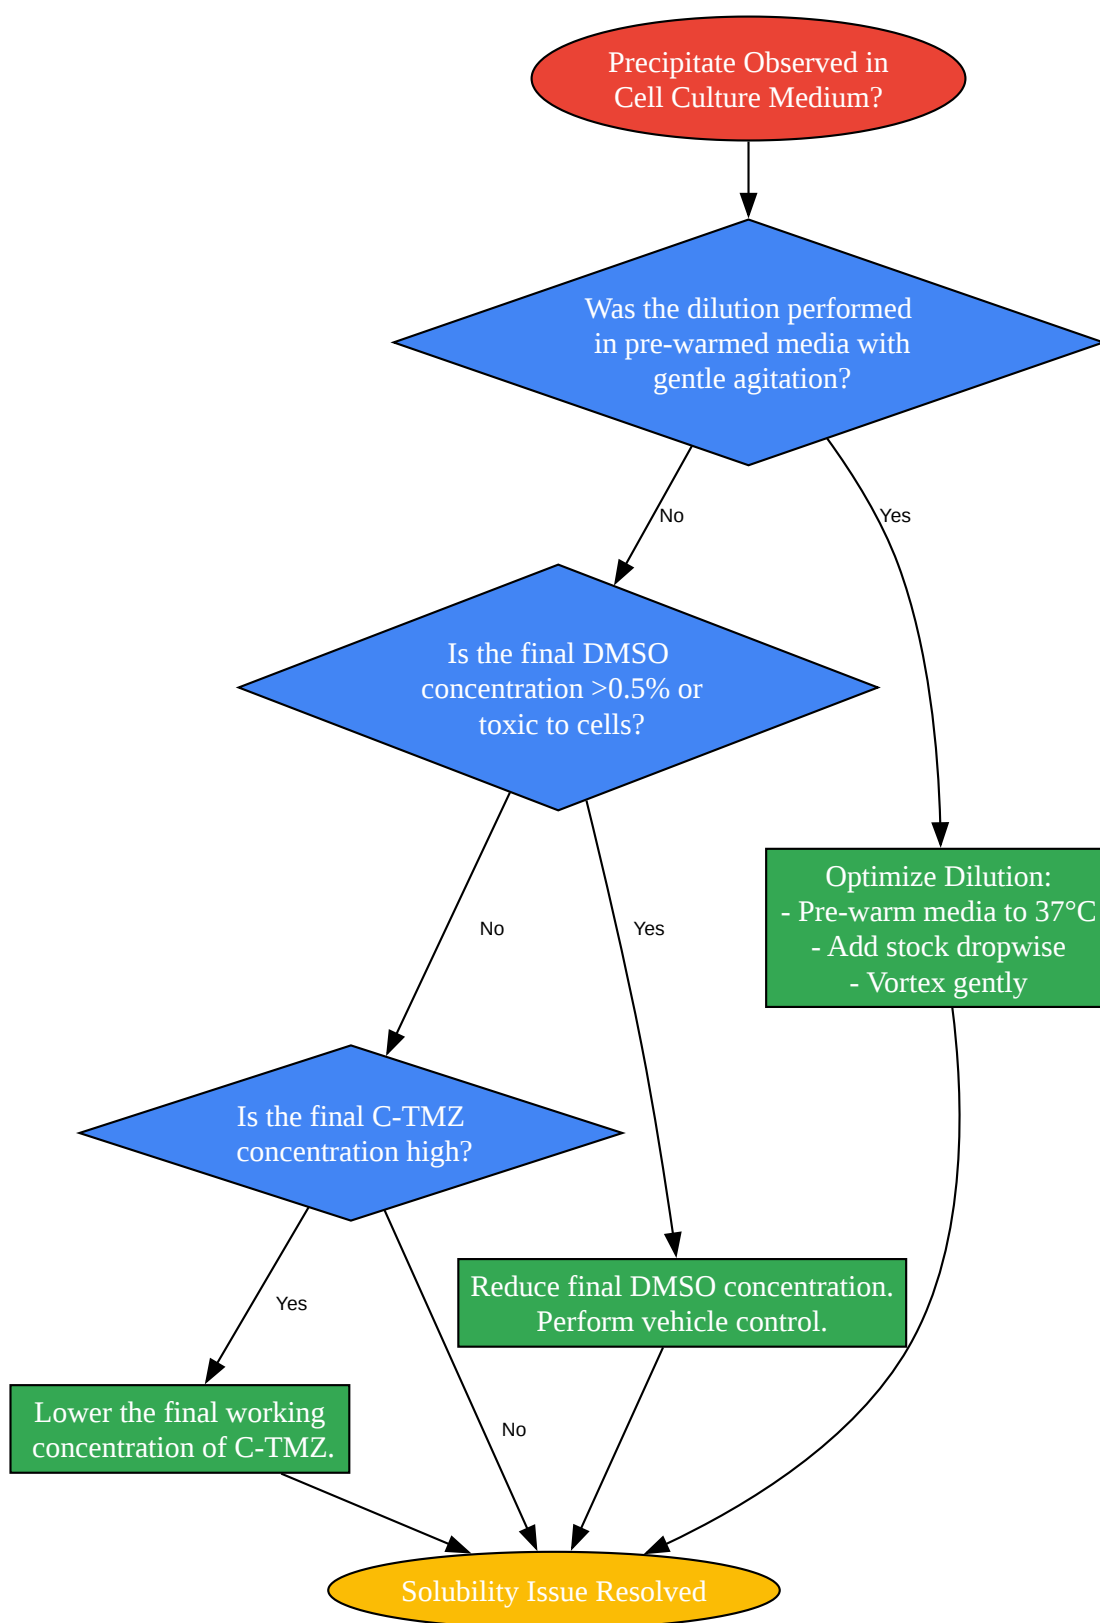 Precipitate Observed in
Cell Culture Medium?
Was the dilution performed
in pre-warmed media with
gentle agitation?
No
Yes
Is the final DMSO
concentration >0.5% or
toxic to cells?
Optimize Dilution:
- Pre-warm media to 37°C
- Add stock dropwise
- Vortex gently
No
Yes
Is the final C-TMZ
concentration high?
Reduce final DMSO concentration.
Perform vehicle control.
Yes
Lower the final working
concentration of C-TMZ.
No
Solubility Issue Resolved